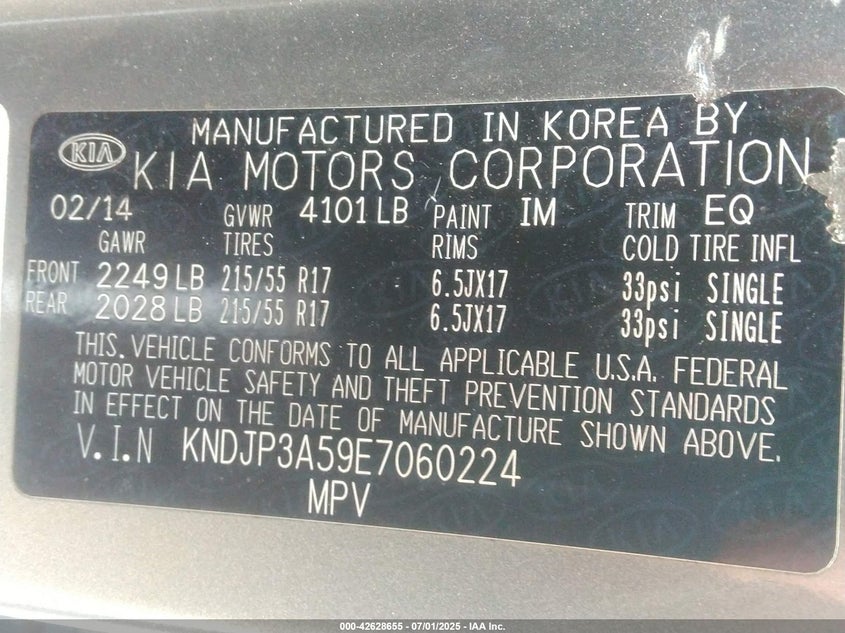 MANUFACTURED IN KOREA BY
KIA KIA MOTORS CORPORATION
02/14 GVWR 4101 LB PAINT IM TRIM EQ
GAWR TIRES RIMS COLD TIRE INFL
FRONT 2249 LB 215/55 R17 6.5JX17 33psi SINGLE
REAR 2028 LB 215/55 R17 6.5JX17 33psi SINGLE
THIS. VEHICLE CONFORMS TO ALL APPLICABLE U.S.A. FEDERAL
MOTOR VEHICLE SAFETY AND THEFT PREVENTION STANDARDS
IN EFFECT ON THE DATE OF MANUFACTURE SHOWN ABOVE.
V.I.N KNDJP3A59E7060224
MPV
000-42628655 - 07/01/2025 - IAA Inc.